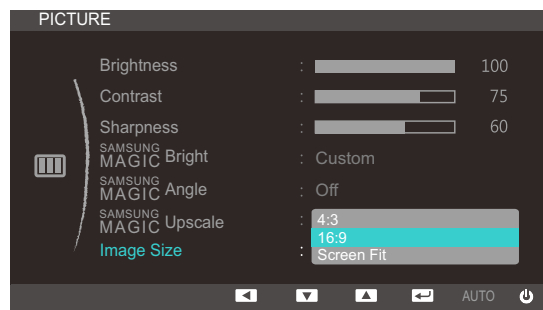 PICTURE
Brightness : 100
Contrast : 75
Sharpness : 60
SAMSUNG MAGIC Bright : Custom
SAMSUNG MAGIC Angle : Off
SAMSUNG MAGIC Upscale : 4:3
16:9
Image Size : Screen Fit
AUTO